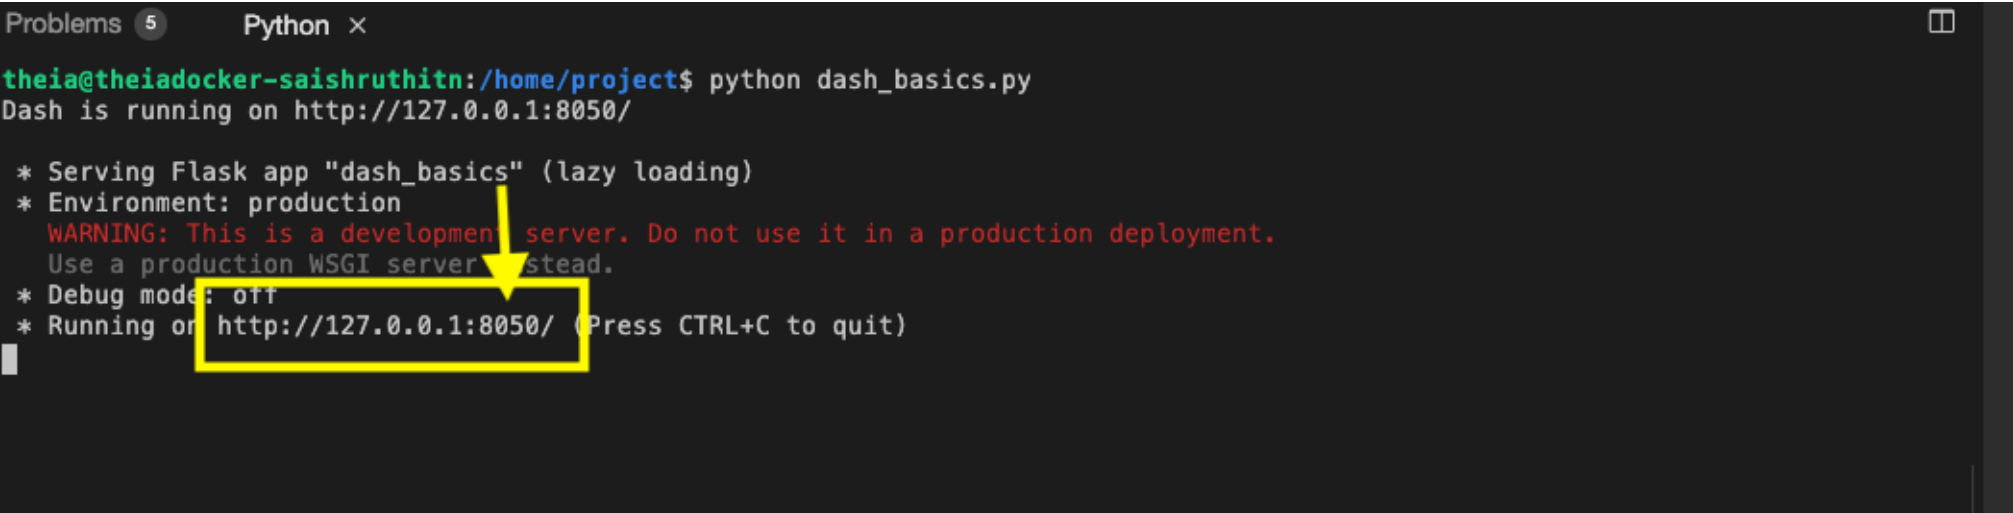 Problems 5 Python ×
theia@theiadocker-saishruthitn:/home/project$ python dash_basics.py
Dash is running on http://127.0.0.1:8050/
* Serving Flask app "dash_basics" (lazy loading)
* Environment: production
WARNING: This is a development server. Do not use it in a production deployment.
Use a production WSGI server instead.
* Debug mode: off
* Running on http://127.0.0.1:8050/ (Press CTRL+C to quit)